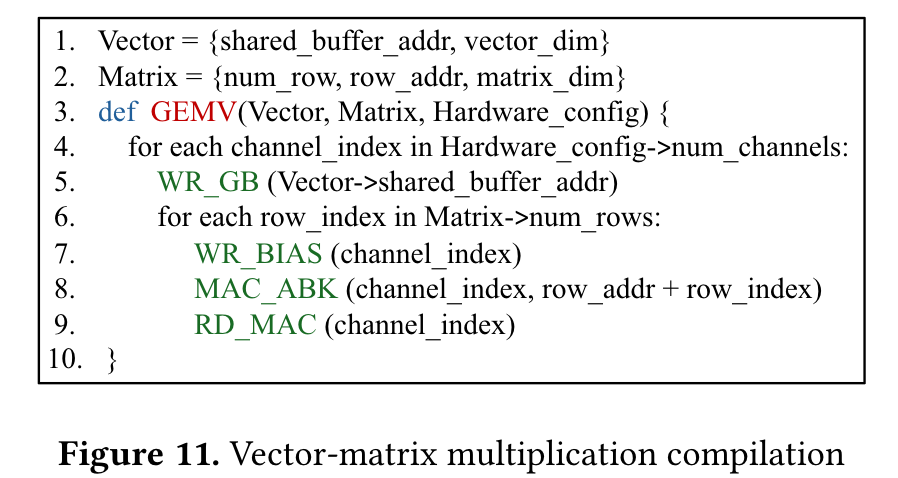 1. Vector = {shared_buffer_addr, vector_dim}
2. Matrix = {num_row, row_addr, matrix_dim}
3. def GEMV(Vector, Matrix, Hardware_config) {
4. for each channel_index in Hardware_config->num_channels:
5. WR_GB (Vector->shared_buffer_addr)
6. for each row_index in Matrix->num_rows:
7. WR_BIAS (channel_index)
8. MAC_ABK (channel_index, row_addr + row_index)
9. RD_MAC (channel_index)
10. }
Figure 11. Vector-matrix multiplication compilation